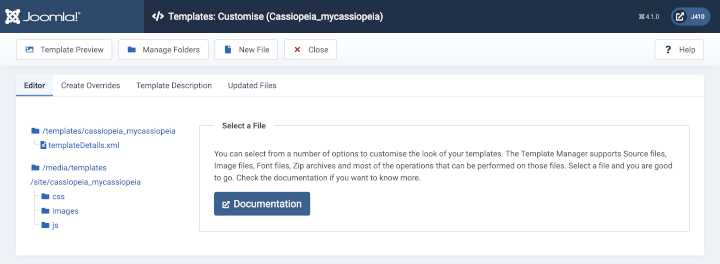 Joomla!® Templates: Customise (Cassiopeia_mycassiopeia) 4.1.0 J410
Template Preview Manage Folders New File Close Help
Editor Create Overrides Template Description Updated Files
/templates/cassiopeia_mycassiopeia
templateDetails.xml
/media/templates
/site/cassiopeia_mycassiopeia
css
images
js
Select a File
You can select from a number of options to customise the look of your templates. The Template Manager supports Source files,
Image files, Font files, Zip archives and most of the operations that can be performed on those files. Select a file and you are good
to go. Check the documentation if you want to know more.
Documentation